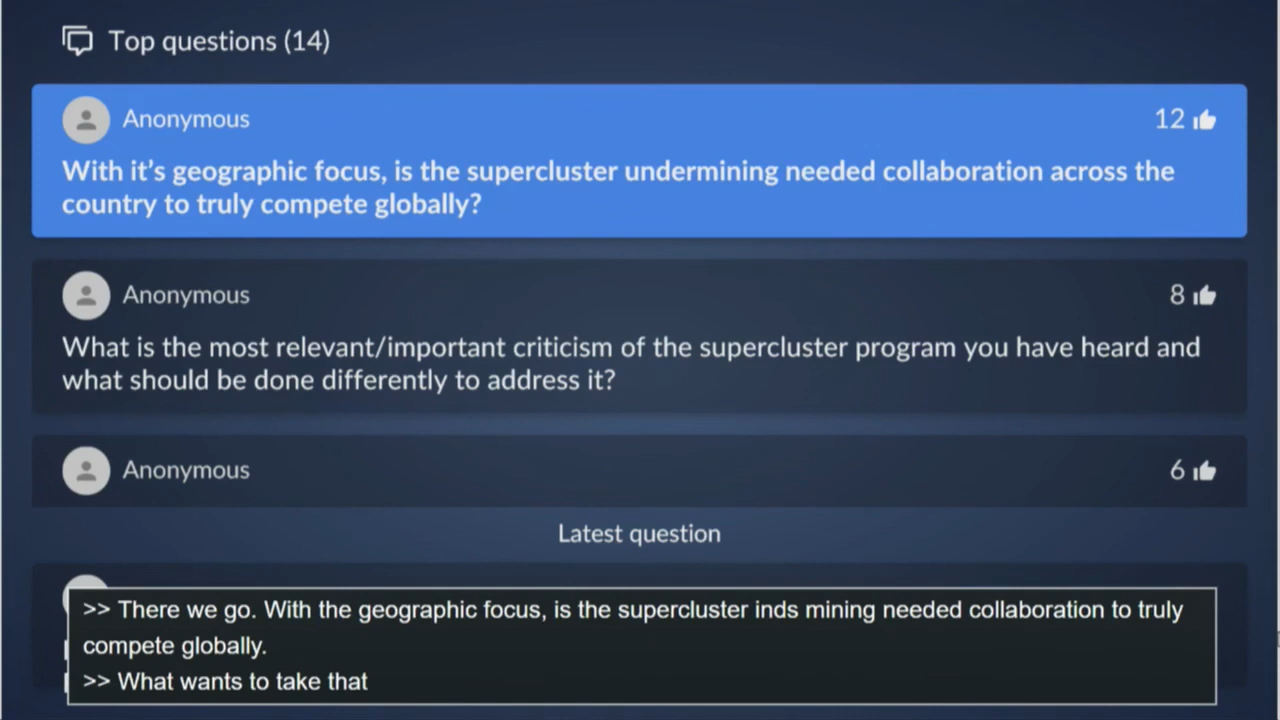 Top questions (14)
Anonymous
12
With it's geographic focus, is the supercluster undermining needed collaboration across the
country to truly compete globally?
Anonymous
8
What is the most relevant/important criticism of the supercluster program you have heard and
what should be done differently to address it?
Anonymous
6
Latest question
>> There we go. With the geographic focus, is the supercluster inds mining needed collaboration to truly
compete globally.
>> What wants to take that